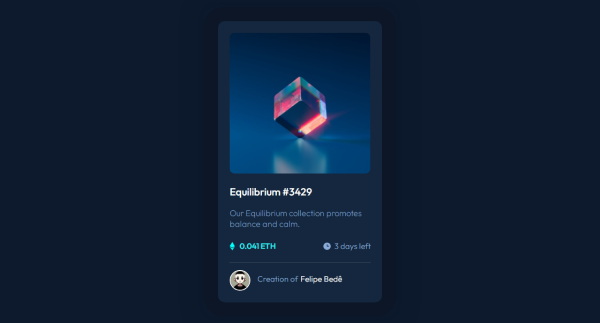 Equilibrium #3429
Our Equilibrium collection promotes
balance and calm.
0.041 ETH
3 days left
Creation of Felipe Bedê